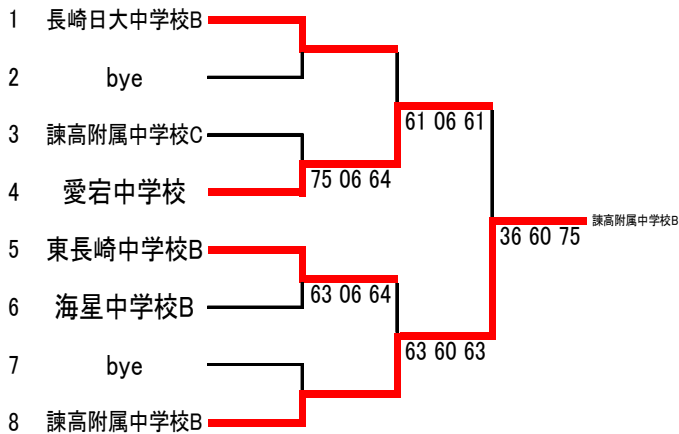 1 長崎日大中学校B
2 bye
3 諫高附属中学校C
4 愛宕中学校
5 東長崎中学校B
6 海星中学校B
7 bye
8 諫高附属中学校B
75 06 64
63 06 64
61 06 61
63 60 63
36 60 75
諫高附属中学校B